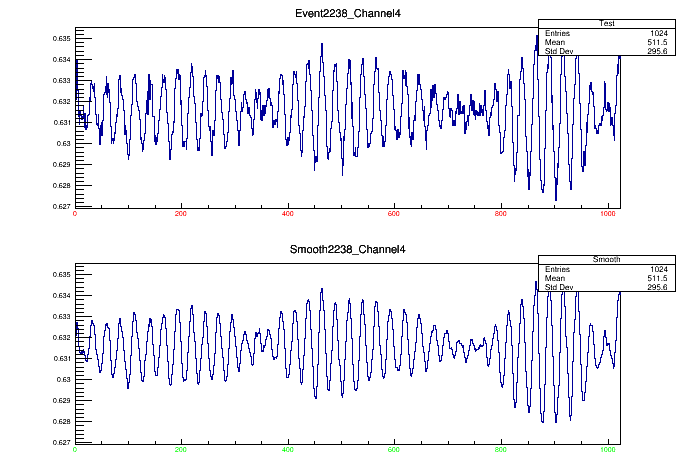 Event2238_Channel4
Test
Entries 1024
Mean 511.5
Std Dev 295.6
0.635
0.634
0.633
0.632
0.631
0.63
0.629
0.628
0.627
0 200 400 600 800 1000
Smooth2238_Channel4
Smooth
Entries 1024
Mean 511.5
Std Dev 295.6
0.635
0.634
0.633
0.632
0.631
0.63
0.629
0.628
0.627
0 200 400 600 800 1000